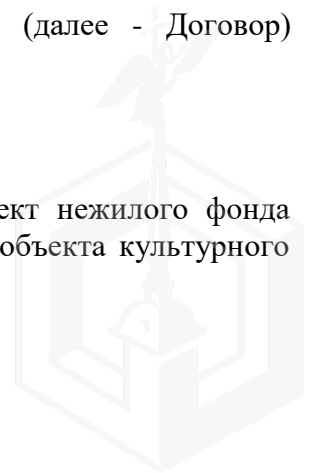 (далее - Договор)
ект нежилого фонда
объекта культурного